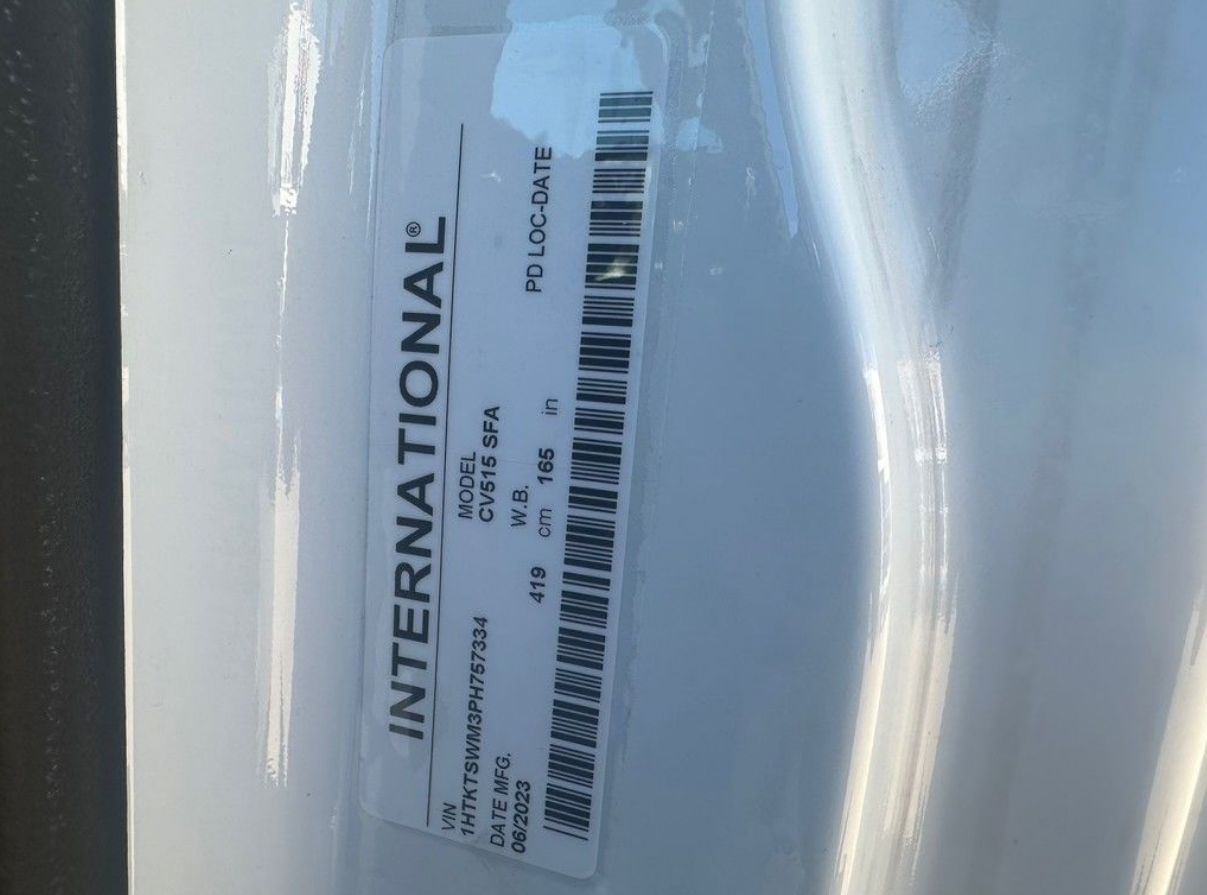 INTERNATIONAL®
VIN
1HTKTSWM3PH757334
MODEL
CV515 SFA
DATE MFG.
06/2023
W.B.
419 cm 165 in
PD LOC-DATE